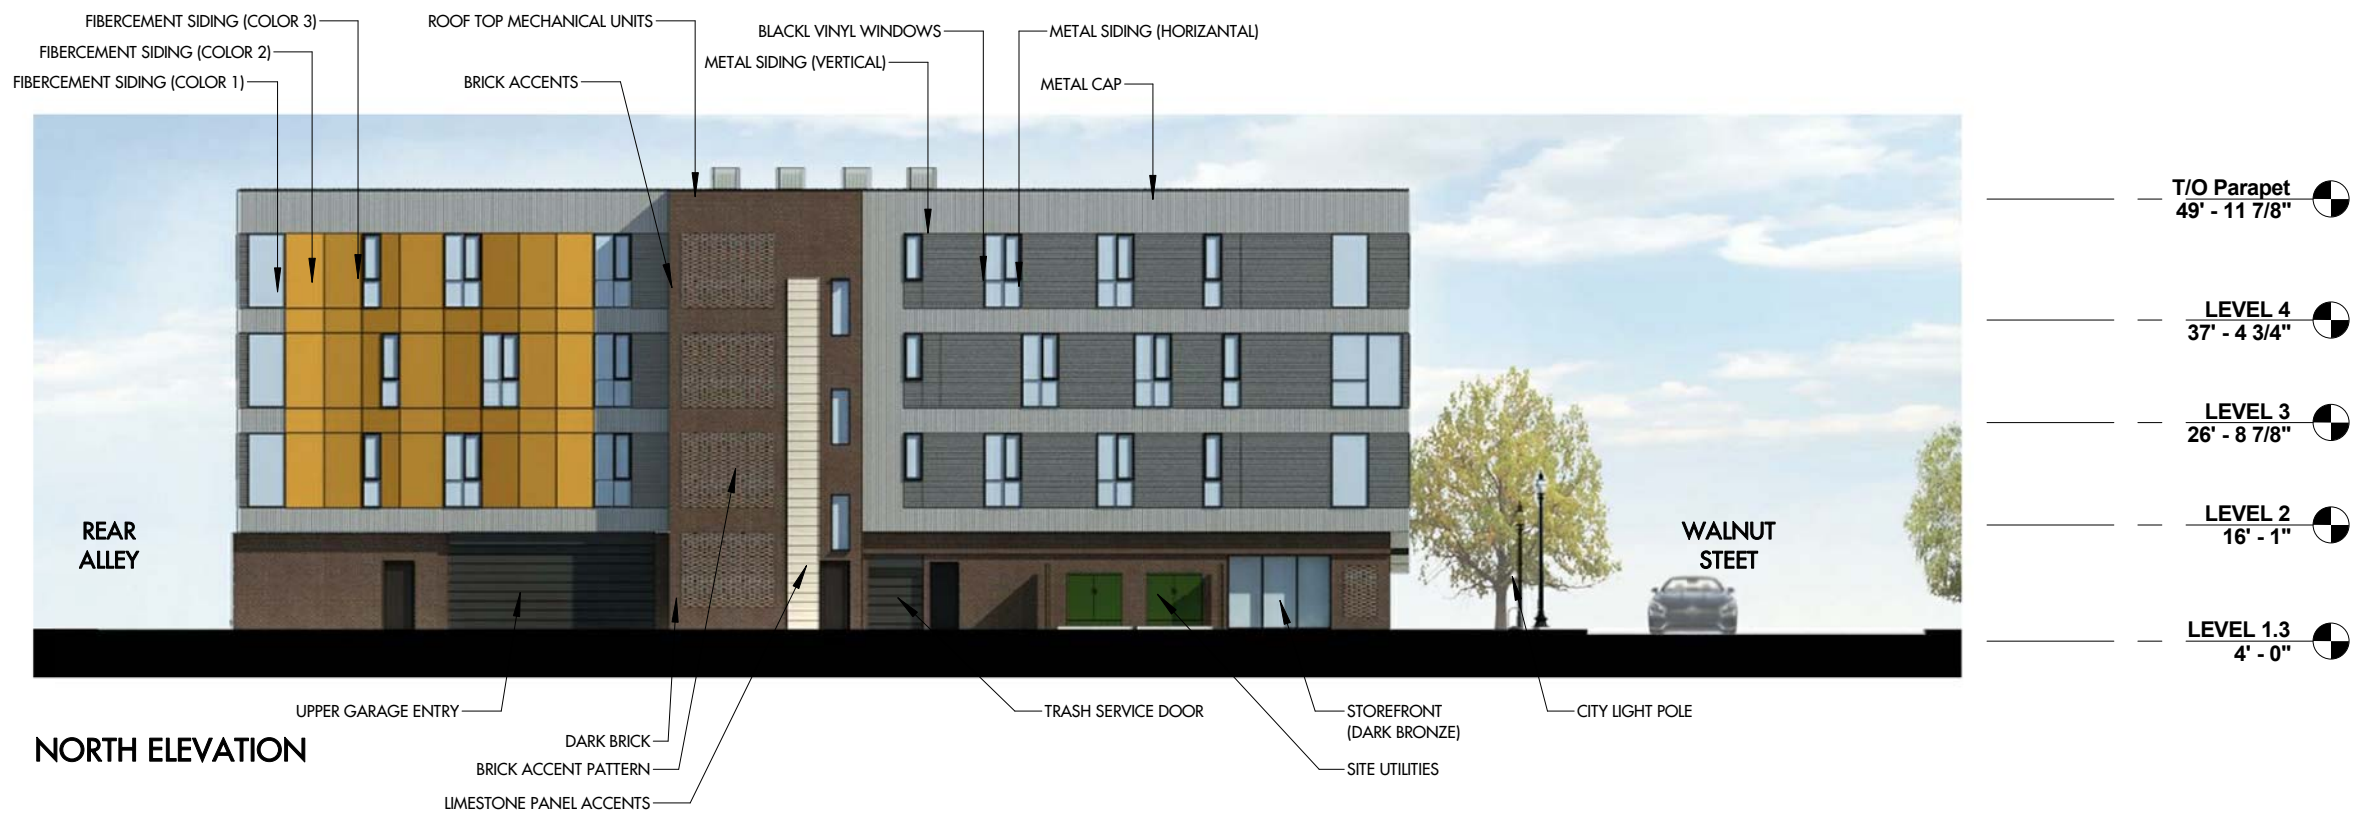 FIBERCEMENT SIDING (COLOR 3)
FIBERCEMENT SIDING (COLOR 2)
FIBERCEMENT SIDING (COLOR 1)
ROOF TOP MECHANICAL UNITS
BRICK ACCENTS
BLACKL VINYL WINDOWS
METAL SIDING (VERTICAL)
METAL SIDING (HORIZANTAL)
METAL CAP
T/O Parapet
49' - 11 7/8"
LEVEL 4
37' - 4 3/4"
LEVEL 3
26' - 8 7/8"
LEVEL 2
16' - 1"
LEVEL 1.3
4' - 0"
REAR
ALLEY
WALNUT
STEET
UPPER GARAGE ENTRY
DARK BRICK
BRICK ACCENT PATTERN
LIMESTONE PANEL ACCENTS
TRASH SERVICE DOOR
STOREFRONT
(DARK BRONZE)
SITE UTILITIES
CITY LIGHT POLE
NORTH ELEVATION